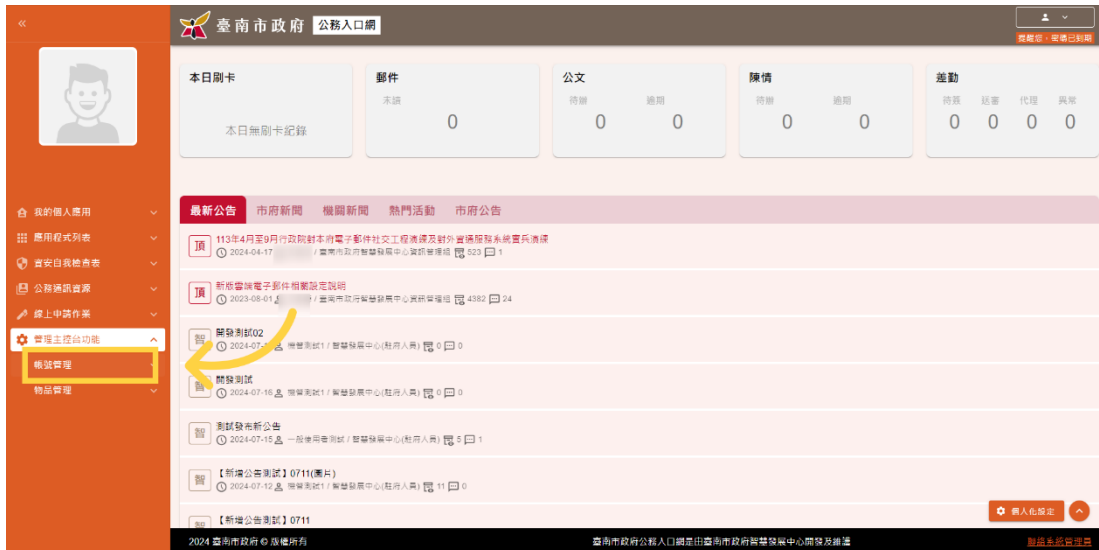 臺南市政府 公務入口網
提醒您，密碼已到期
本日刷卡
本日無刷卡紀錄
郵件
未讀
0
公文
待辦 逾期
0 0
陳情
待辦 逾期
0 0
差勤
待簽 延審 代理 異常
0 0 0 0
我的個人應用
應用程式列表
資安自我檢查表
公務通訊資源
線上申請作業
管理主控台功能
帳號管理
物品管理
最新公告 市府新聞 機關新聞 熱門活動 市府公告
頂 113年4月至9月行政院對本府電子郵件社交工程演練及對外資通服務系統實兵演練
2024-04-17 / 臺南市政府智慧發展中心資訊管理組 523 1
頂 新版雲端電子郵件相關設定說明
2023-08-01 / 臺南市政府智慧發展中心資訊管理組 4382 24
智 開發測試02
2024-07- 機管測試1 / 智慧發展中心(駐府人員) 0 0
智 開發測試
2024-07-16 機管測試1 / 智慧發展中心(駐府人員) 0 0
智 測試發布新公告
2024-07-15 一般使用者測試 / 智慧發展中心(駐府人員) 5 1
智 【新增公告測試】0711(圖片)
2024-07-12 機管測試1 / 智慧發展中心(駐府人員) 11 0
智 【新增公告測試】0711
個人化設定
2024 臺南市政府 © 版權所有
臺南市政府公務入口網是由臺南市政府智慧發展中心開發及維護
聯絡系統管理員